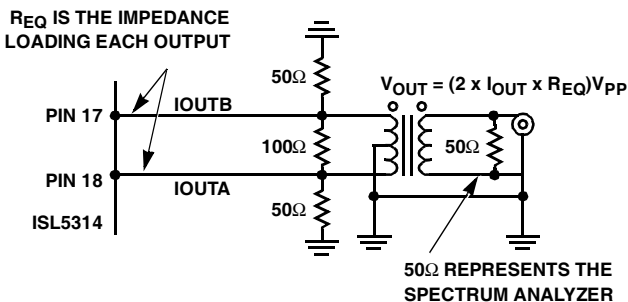 R_EQ IS THE IMPEDANCE
LOADING EACH OUTPUT
50Ω
V_OUT = (2 x I_OUT x R_EQ)V_PP
PIN 17
IOUTB
100Ω
50Ω
PIN 18
IOUTA
50Ω
ISL5314
50Ω REPRESENTS THE
SPECTRUM ANALYZER